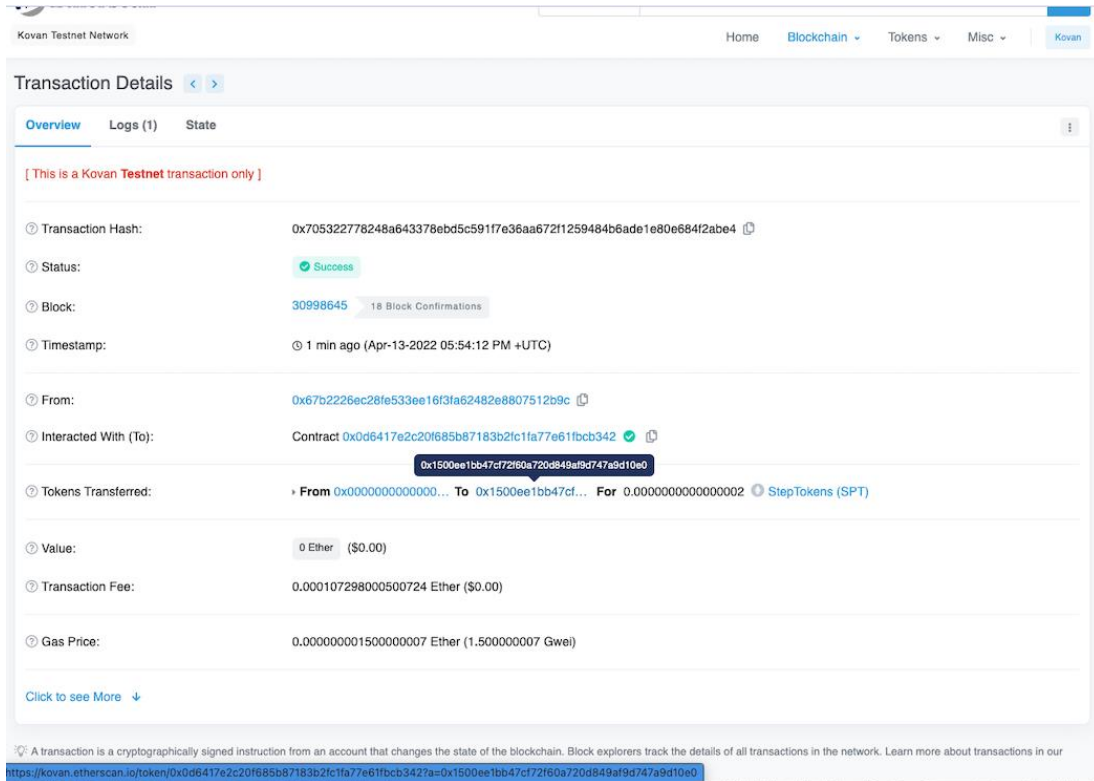 Kovan Testnet Network
Home Blockchain Tokens Misc Kovan
Transaction Details
Overview Logs (1) State
[ This is a Kovan Testnet transaction only ]
Transaction Hash: 0x705322778248a643378ebd5c591f7e36aa672f1259484b6ade1e80e684f2abe4
Status: Success
Block: 30998645 18 Block Confirmations
Timestamp: 1 min ago (Apr-13-2022 05:54:12 PM +UTC)
From: 0x67b2226ec28fe533ee16f3fa62482e8807512b9c
Interacted With (To): Contract 0x0d6417e2c20f685b87183b2fc1fa77e61fbcb342
0x1500ee1bb47cf72f60a720d849af9d747a9d10e0
Tokens Transferred: From 0x0000000000000... To 0x1500ee1bb47cf... For 0.0000000000000002 StepTokens (SPT)
Value: 0 Ether ($0.00)
Transaction Fee: 0.000107298000500724 Ether ($0.00)
Gas Price: 0.000000001500000007 Ether (1.500000007 Gwei)
Click to see More
A transaction is a cryptographically signed instruction from an account that changes the state of the blockchain. Block explorers track the details of all transactions in the network. Learn more about transactions in our
https://kovan.etherscan.io/token/0x0d6417e2c20f685b87183b2fc1fa77e61fbcb342?a=0x1500ee1bb47cf72f60a720d849af9d747a9d10e0